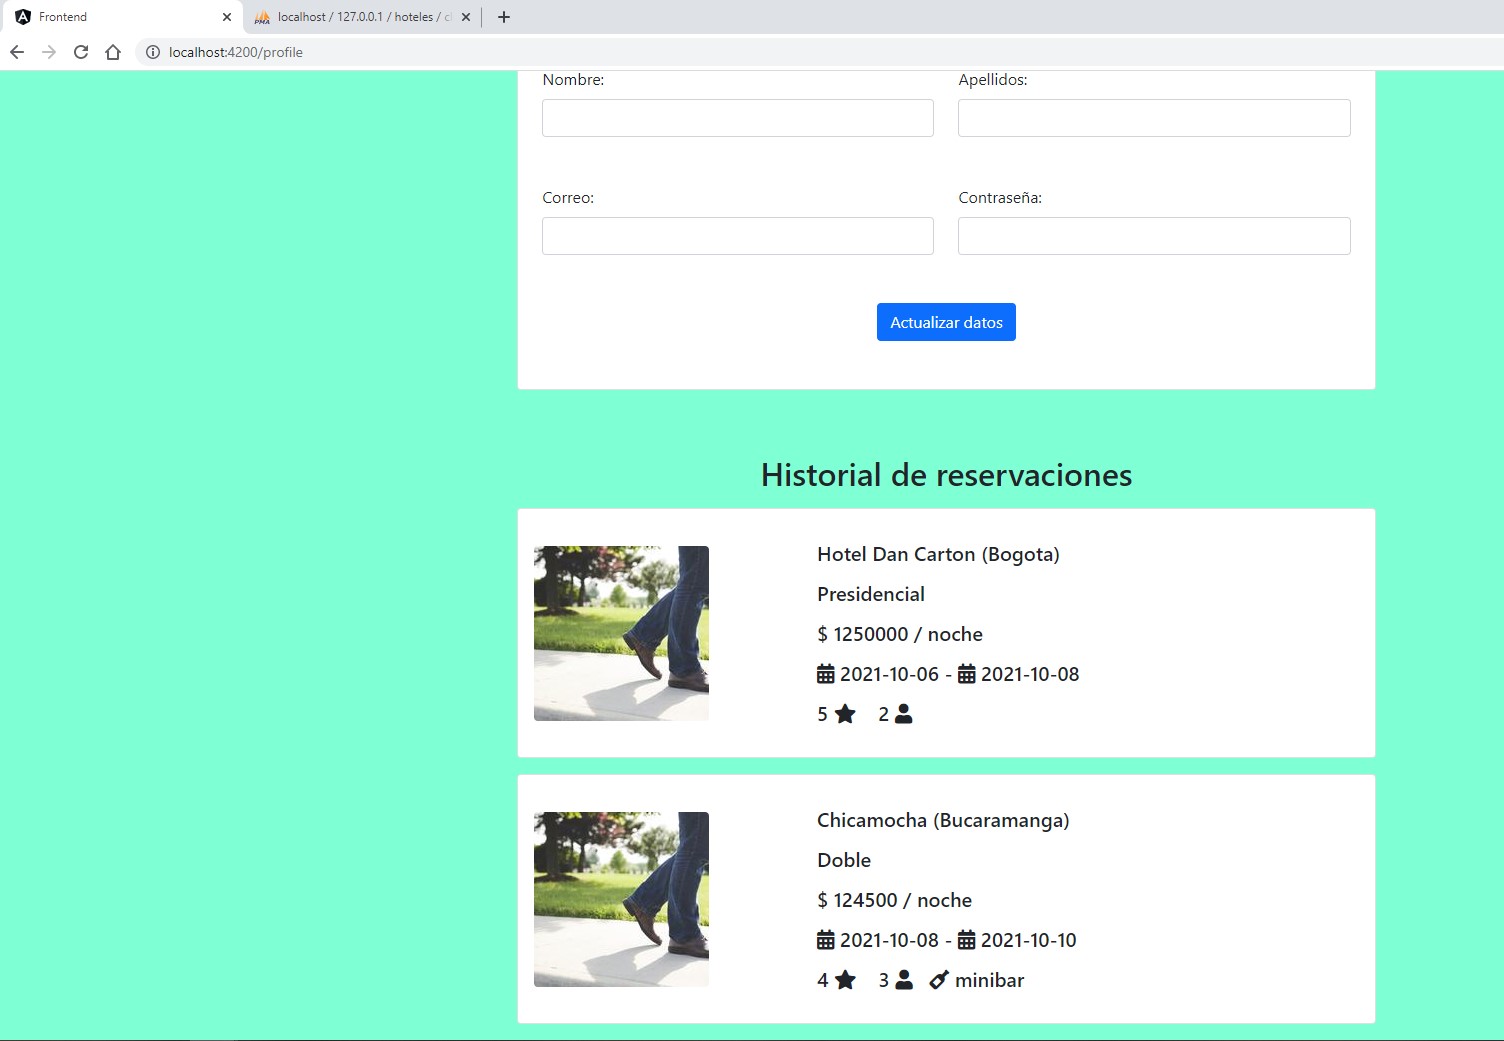 Frontend
localhost / 127.0.0.1 / hoteles / cl
localhost:4200/profile
Nombre: Apellidos:
Correo: Contraseña:
Actualizar datos
Historial de reservaciones
Hotel Dan Carton (Bogota)
Presidencial
$ 1250000 / noche
2021-10-06 - 2021-10-08
5 2
Chicamocha (Bucaramanga)
Doble
$ 124500 / noche
2021-10-08 - 2021-10-10
4 3 minibar